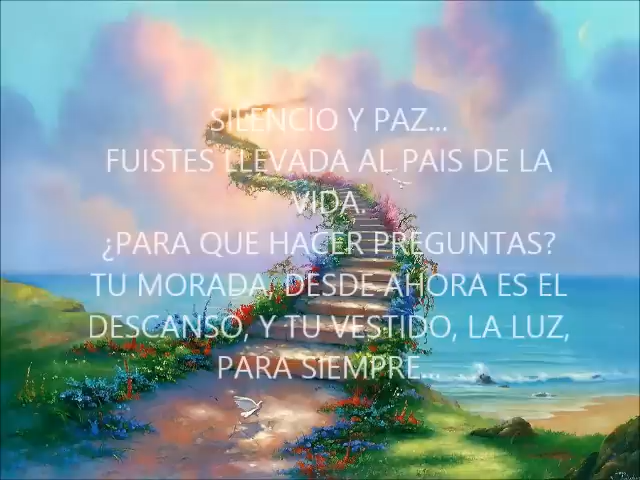 SILENCIO Y PAZ...
FUISTES LLEVADA AL PAIS DE LA
VIDA.
¿PARA QUE HACER PREGUNTAS?
TU MORADA, DESDE AHORA ES EL
DESCANSO, Y TU VESTIDO, LA LUZ,
PARA SIEMPRE...